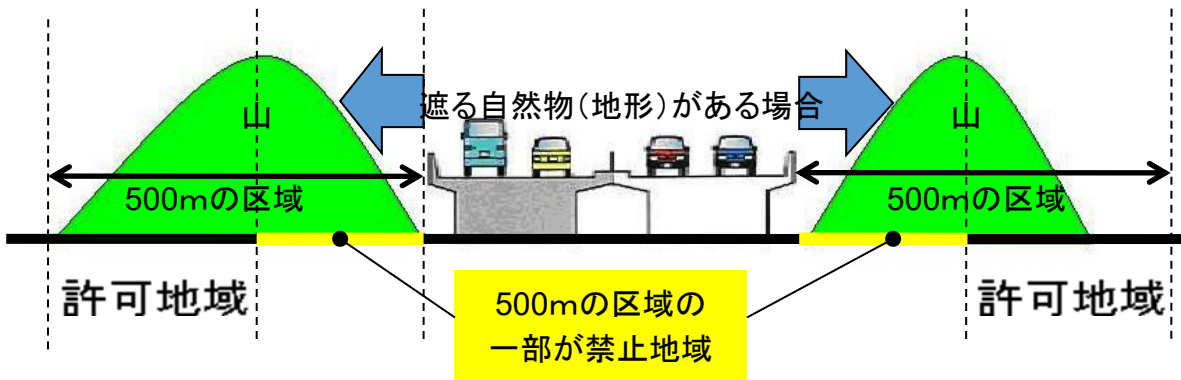 遮る自然物(地形)がある場合
山
山
500mの区域
500mの区域
許可地域
許可地域
500mの区域の
一部が禁止地域